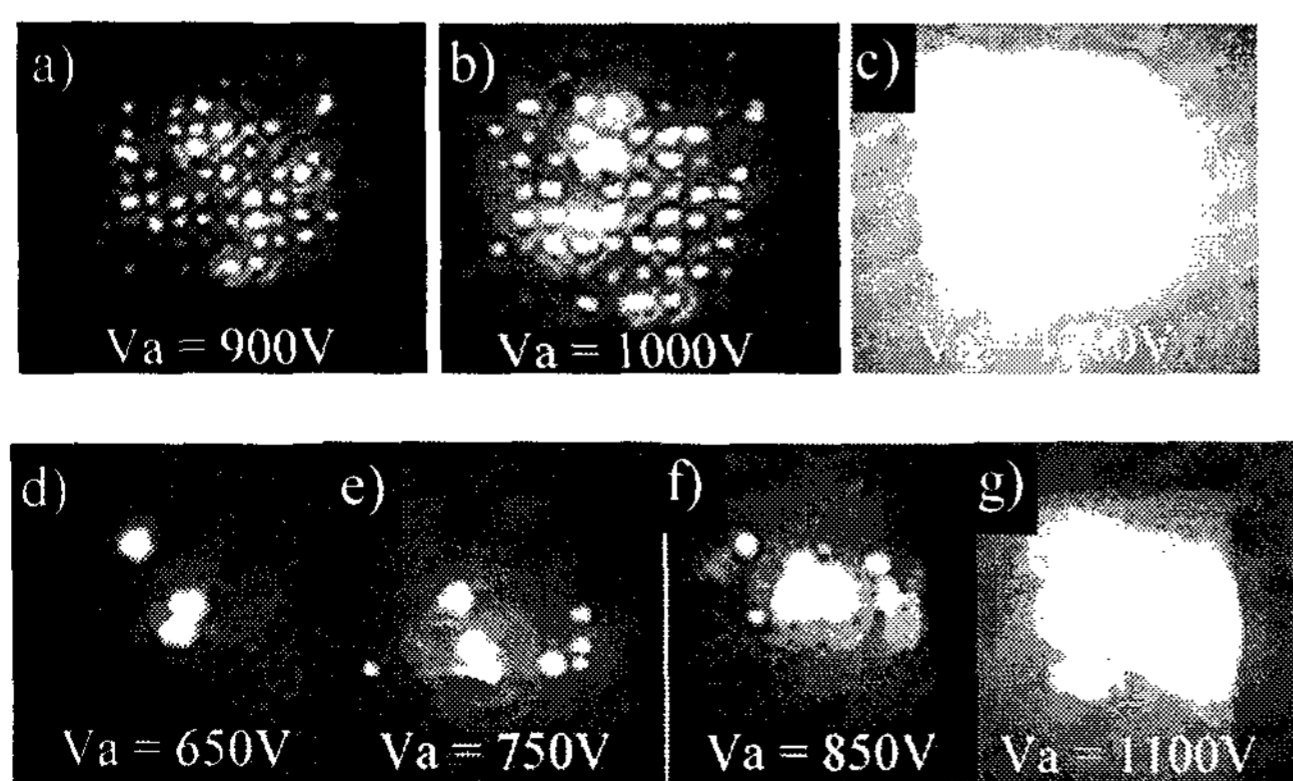 a)
b)
c)
Va = 900V
Va = 1000V
d)
e)
f)
g)
Va = 650V
Va = 750V
Va = 850V
Va = 1100V